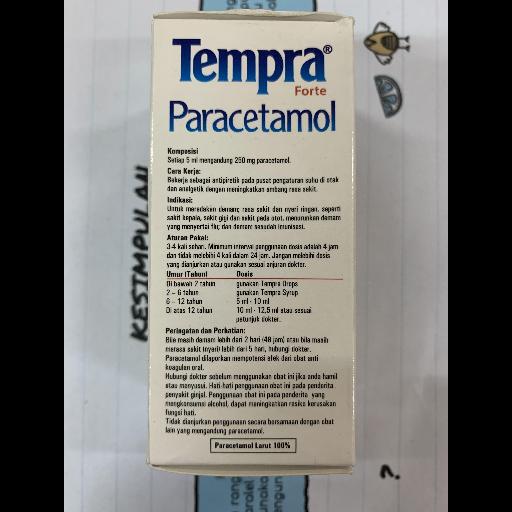 Tempra®
Forte
Paracetamol
Komposisi
Setiap 5 ml mengandung 250 mg paracetamol.
Cara Kerja:
Bekerja sebagai antipiretik pada pusat pengaturan suhu di otak
dan analgetik dengan meningkatkan ambang rasa sakit.
Indikasi:
Untuk meredakan demam; rasa sakit dan nyeri ringan, seperti
sakit kepala, sakit gigi dan sakit pada otot, menurunkan demam
yang menyertai flu; dan demam sesudah imunisasi.
Aturan Pakai:
3-4 kali sehari. Minimum interval penggunaan dosis adalah 4 jam
dan tidak melebihi 4 kali dalam 24 jam. Jangan melebihi dosis
yang dianjurkan atau gunakan sesuai anjuran dokter.
Umur (Tahun) Dosis
Di bawah 2 tahun gunakan Tempra Drops
2 - 6 tahun gunakan Tempra Syrup
6 - 12 tahun 5 ml - 10 ml
Di atas 12 tahun 10 ml - 12,5 ml atau sesuai
petunjuk dokter.
Peringatan dan Perhatian:
Bila masih demam lebih dari 2 hari (48 jam) atau bila masih
merasa sakit (nyeri) lebih dari 5 hari, hubungi dokter.
Paracetamol dilaporkan mempotensi efek dari obat anti
koagulan oral.
Hubungi dokter sebelum menggunakan obat ini jika anda hamil
atau menyusui. Hati-hati penggunaan obat ini pada penderita
penyakit ginjal. Penggunaan obat ini pada penderita yang
mengkonsumsi alcohol, dapat meningkatkan resiko kerusakan
fungsi hati.
Tidak dianjurkan penggunaan secara bersamaan dengan obat
lain yang mengandung paracetamol.
Paracetamol Larut 100%
KESIMPULAN
?